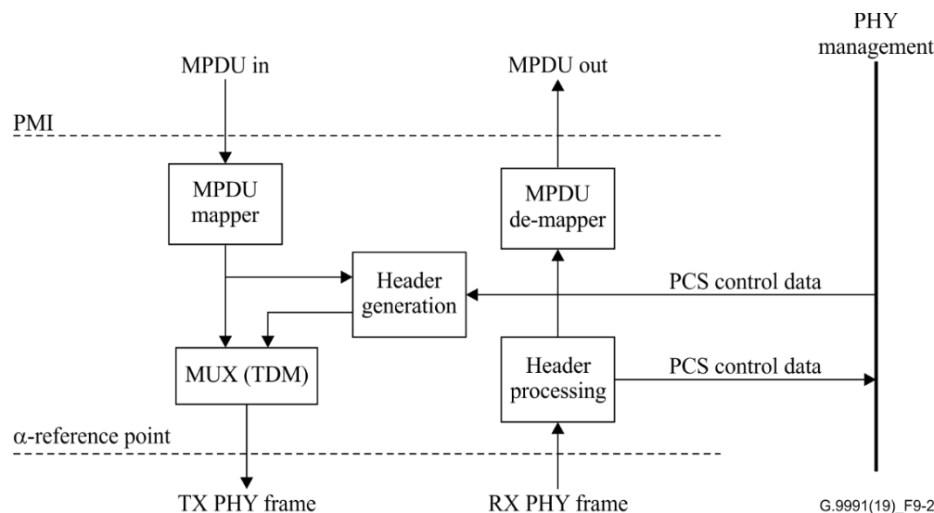 PHY
management
MPDU in
MPDU out
PMI
MPDU
mapper
MPDU
de-mapper
Header
generation
PCS control data
MUX (TDM)
Header
processing
PCS control data
α-reference point
TX PHY frame
RX PHY frame
G.9991(19)_F9-2